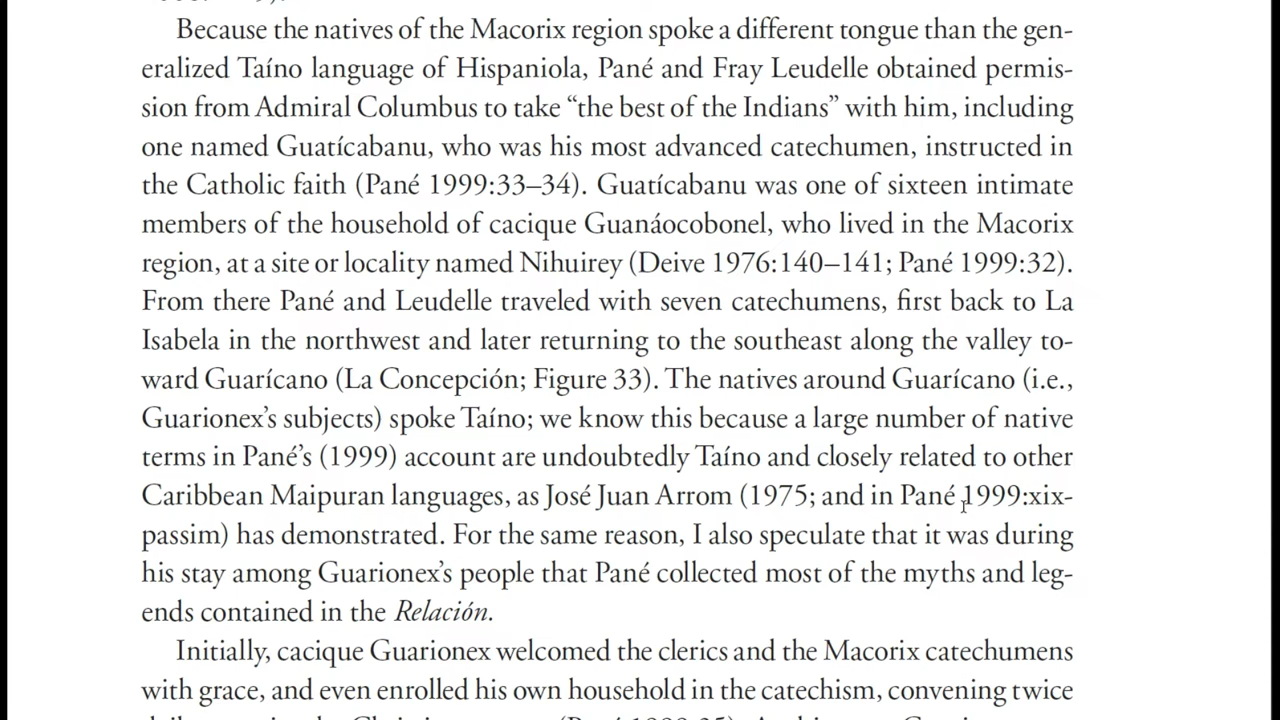 Because the natives of the Macorix region spoke a different tongue than the gen-
eralized Taíno language of Hispaniola, Pané and Fray Leudelle obtained permis-
sion from Admiral Columbus to take “the best of the Indians” with him, including
one named Guatícabanu, who was his most advanced catechumen, instructed in
the Catholic faith (Pané 1999:33–34). Guatícabanu was one of sixteen intimate
members of the household of cacique Guanáocobonel, who lived in the Macorix
region, at a site or locality named Nihuirey (Deive 1976:140–141; Pané 1999:32).
From there Pané and Leudelle traveled with seven catechumens, first back to La
Isabela in the northwest and later returning to the southeast along the valley to-
ward Guarícano (La Concepción; Figure 33). The natives around Guarícano (i.e.,
Guarionex’s subjects) spoke Taíno; we know this because a large number of native
terms in Pané’s (1999) account are undoubtedly Taíno and closely related to other
Caribbean Maipuran languages, as José Juan Arrom (1975; and in Pané 1999:xix-
passim) has demonstrated. For the same reason, I also speculate that it was during
his stay among Guarionex’s people that Pané collected most of the myths and leg-
ends contained in the Relación.
Initially, cacique Guarionex welcomed the clerics and the Macorix catechumens
with grace, and even enrolled his own household in the catechism, convening twice